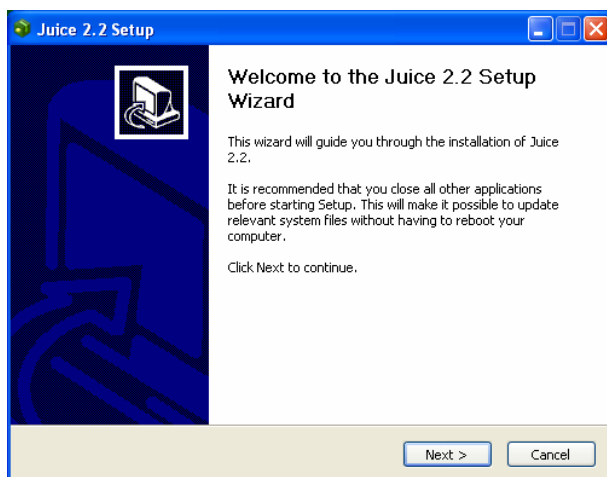 Juice 2.2 Setup
Welcome to the Juice 2.2 Setup
Wizard
This wizard will guide you through the installation of Juice
2.2.
It is recommended that you close all other applications
before starting Setup. This will make it possible to update
relevant system files without having to reboot your
computer.
Click Next to continue.
Next >
Cancel